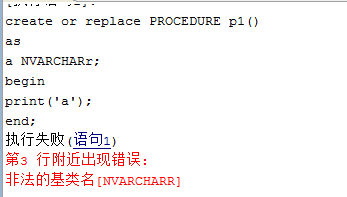 create or replace PROCEDURE p1()
as
a NVARCHARr;
begin
print('a');
end;
执行失败(语句1)
第3 行附近出现错误:
非法的基类名[NVARCHARR]